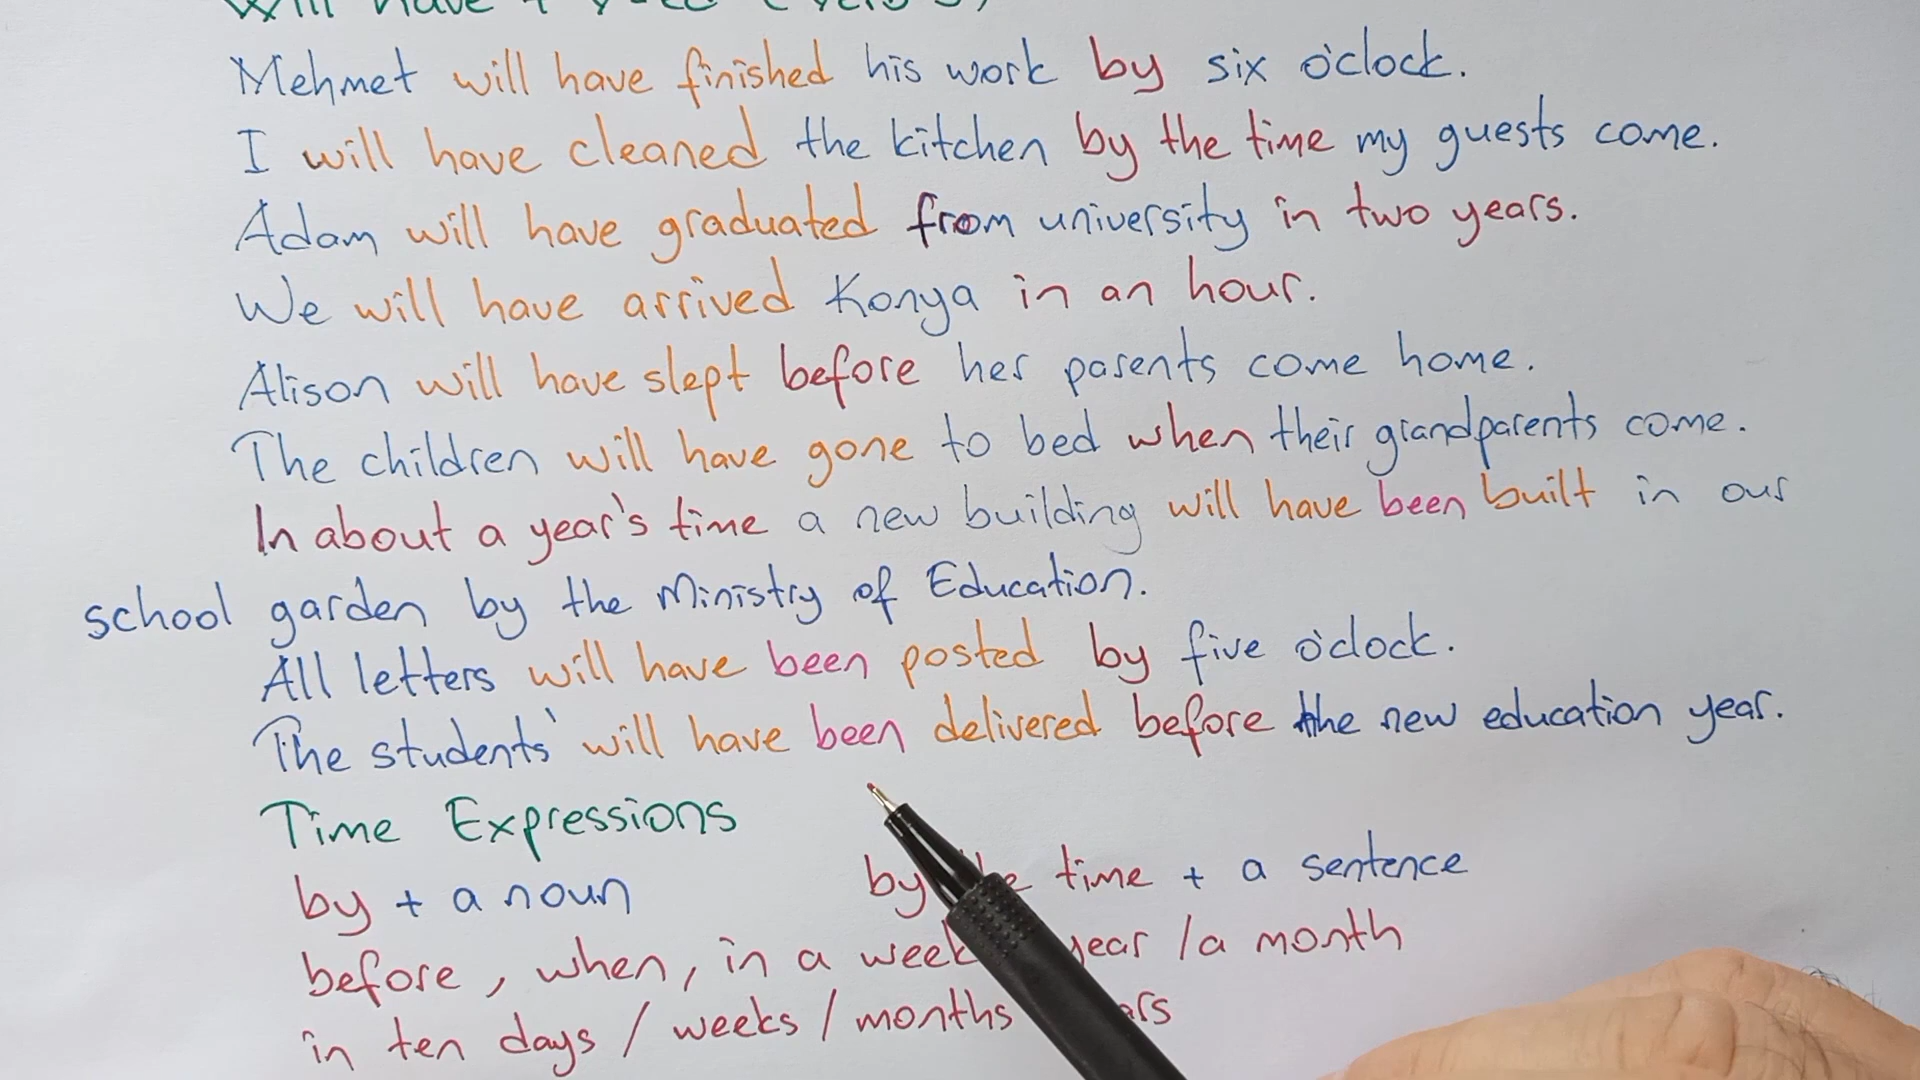 will have +
Mehmet will have finished his work by six o'clock.
I will have cleaned the kitchen by the time my guests come.
Adam will have graduated from university in two years.
We will have arrived Konya in an hour.
Alison will have slept before her parents come home.
The children will have gone to bed when their grandparents come.
In about a year's time a new building will have been built in our
school garden by the Ministry of Education.
All letters will have been posted by five o'clock.
The students' will have been delivered before the new education year.
Time Expressions
by + a noun by time + a sentence
before, when, in a week year /a month
in ten days / weeks / months